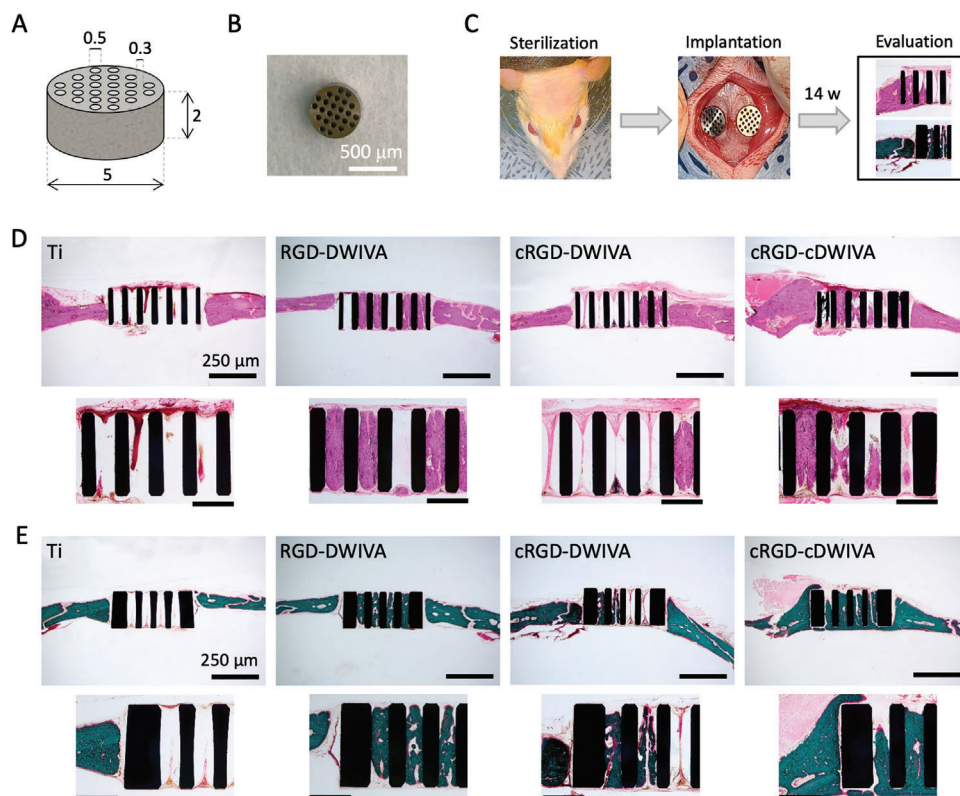 A
0.5
0.3
2
5
B
500 μm
C
Sterilization
Implantation
14 w
Evaluation
D
Ti
RGD-DWIVA
cRGD-DWIVA
cRGD-cDWIVA
250 μm
E
Ti
RGD-DWIVA
cRGD-DWIVA
cRGD-cDWIVA
250 μm